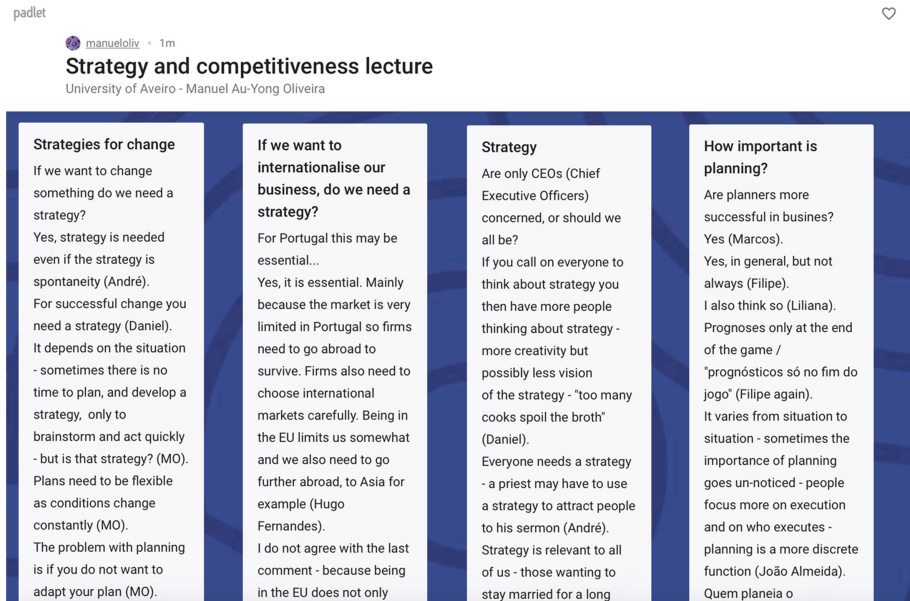 padlet
manueloliv • 1m
Strategy and competitiveness lecture
University of Aveiro - Manuel Au-Yong Oliveira
Strategies for change
If we want to change
something do we need a
strategy?
Yes, strategy is needed
even if the strategy is
spontaneity (André).
For successful change you
need a strategy (Daniel).
It depends on the situation
- sometimes there is no
time to plan, and develop a
strategy,  only to
brainstorm and act quickly
- but is that strategy? (MO).
Plans need to be flexible
as conditions change
constantly (MO).
The problem with planning
is if you do not want to
adapt your plan (MO).
If we want to
internationalise our
business, do we need a
strategy?
For Portugal this may be
essential...
Yes, it is essential. Mainly
because the market is very
limited in Portugal so firms
need to go abroad to
survive. Firms also need to
choose international
markets carefully. Being in
the EU limits us somewhat
and we also need to go
further abroad, to Asia for
example (Hugo
Fernandes).
I do not agree with the last
comment - because being
in the EU does not only
Strategy
Are only CEOs (Chief
Executive Officers)
concerned, or should we
all be?
If you call on everyone to
think about strategy you
then have more people
thinking about strategy -
more creativity but
possibly less vision
of the strategy - "too many
cooks spoil the broth"
(Daniel).
Everyone needs a strategy
- a priest may have to use
a strategy to attract people
to his sermon (André).
Strategy is relevant to all
of us - those wanting to
stay married for a long
How important is
planning?
Are planners more
successful in busines?
Yes (Marcos).
Yes, in general, but not
always (Filipe).
I also think so (Liliana).
Prognoses only at the end
of the game /
"prognósticos só no fim do
jogo" (Filipe again).
It varies from situation to
situation - sometimes the
importance of planning
goes un-noticed - people
focus more on execution
and on who executes -
planning is a more discrete
function (João Almeida).
Quem planeia o